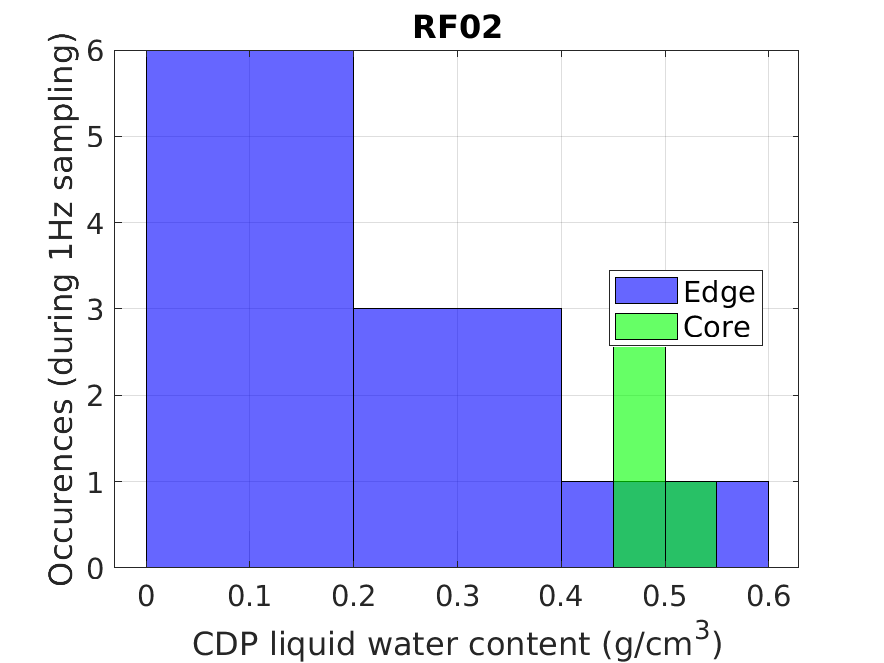 RF02
Occurences (during 1Hz sampling)
6
5
4
3
2
1
0
Edge
Core
0 0.1 0.2 0.3 0.4 0.5 0.6
CDP liquid water content (g/cm³)